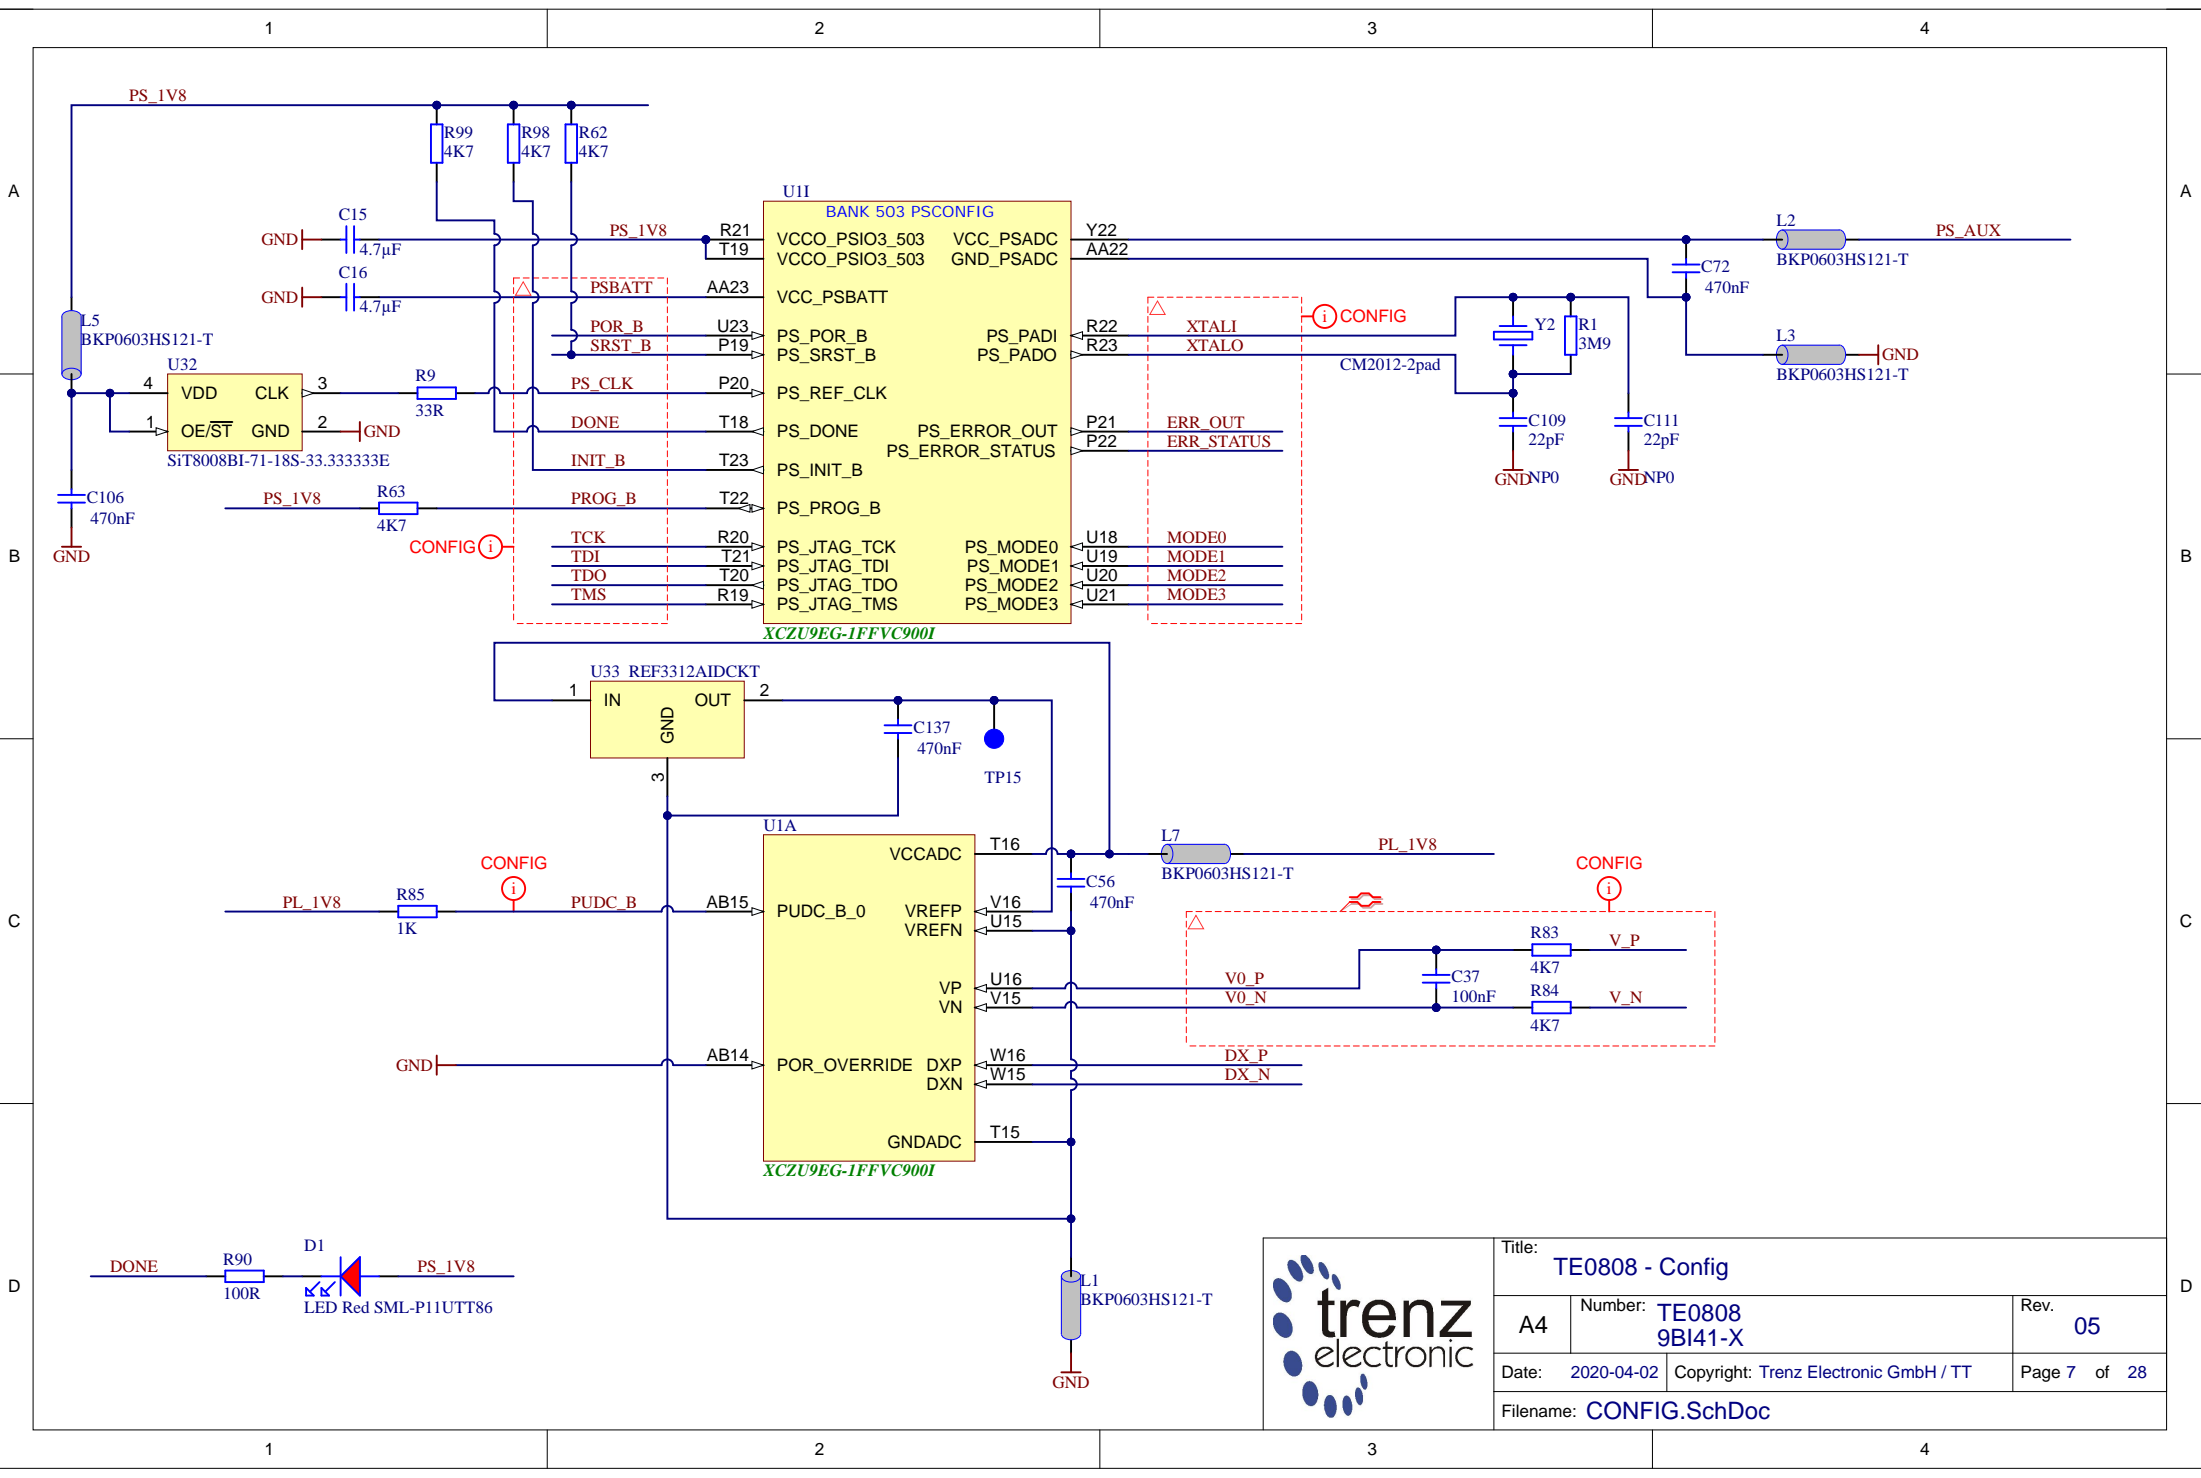 1 2 3 4
A
B
C
D
A
B
C
D
1 2 3 4
PS_1V8
R99
4K7
R98
4K7
R62
4K7
C15
GND
4.7µF
PS_1V8
C16
GND
4.7µF
PSBATT
POR_B
SRST_B
L5
BKP0603HS121-T
U32
4 VDD CLK 3
1 OE/ST GND 2 GND
SiT8008BI-71-18S-33.333333E
R9
33R
PS_CLK
DONE
INIT_B
C106
470nF
GND
PS_1V8
R63
4K7
PROG_B
CONFIG i
TCK
TDI
TDO
TMS
U1I
BANK 503 PSCONFIG
R21 VCCO_PSIO3_503
T19 VCCO_PSIO3_503
AA23 VCC_PSBATT
U23 PS_POR_B
P19 PS_SRST_B
P20 PS_REF_CLK
T18 PS_DONE
T23 PS_INIT_B
T22 PS_PROG_B
R20 PS_JTAG_TCK
T21 PS_JTAG_TDI
T20 PS_JTAG_TDO
R19 PS_JTAG_TMS
VCC_PSADC Y22
GND_PSADC AA22
PS_PADI R22
PS_PADO R23
PS_ERROR_OUT P21
PS_ERROR_STATUS P22
PS_MODE0 U18
PS_MODE1 U19
PS_MODE2 U20
PS_MODE3 U21
XCZU9EG-1FFVC900I
XTALI
XTALO
i CONFIG
ERR_OUT
ERR_STATUS
MODE0
MODE1
MODE2
MODE3
CM2012-2pad
Y2
R1
3M9
C109
22pF
GND NP0
C111
22pF
GND NP0
C72
470nF
L2
BKP0603HS121-T
PS_AUX
L3
BKP0603HS121-T
GND
U33 REF3312AIDCKT
1 IN OUT 2
GND
3
C137
470nF
TP15
U1A
VCCADC T16
AB15 PUDC_B_0
VREFP V16
VREFN U15
VP U16
VN V15
AB14 POR_OVERRIDE
DXP W16
DXN W15
GNDADC T15
XCZU9EG-1FFVC900I
CONFIG
i
PL_1V8
R85
1K
PUDC_B
GND
L7
BKP0603HS121-T
PL_1V8
C56
470nF
CONFIG
i
V0_P
V0_N
C37
100nF
R83
4K7
V_P
R84
4K7
V_N
DX_P
DX_N
L1
BKP0603HS121-T
GND
DONE
R90
100R
D1
PS_1V8
LED Red SML-P11UTT86
trenz
electronic
Title:
TE0808 - Config
A4
Number: TE0808
9BI41-X
Rev.
05
Date: 2020-04-02
Copyright: Trenz Electronic GmbH / TT
Page 7 of 28
Filename: CONFIG.SchDoc